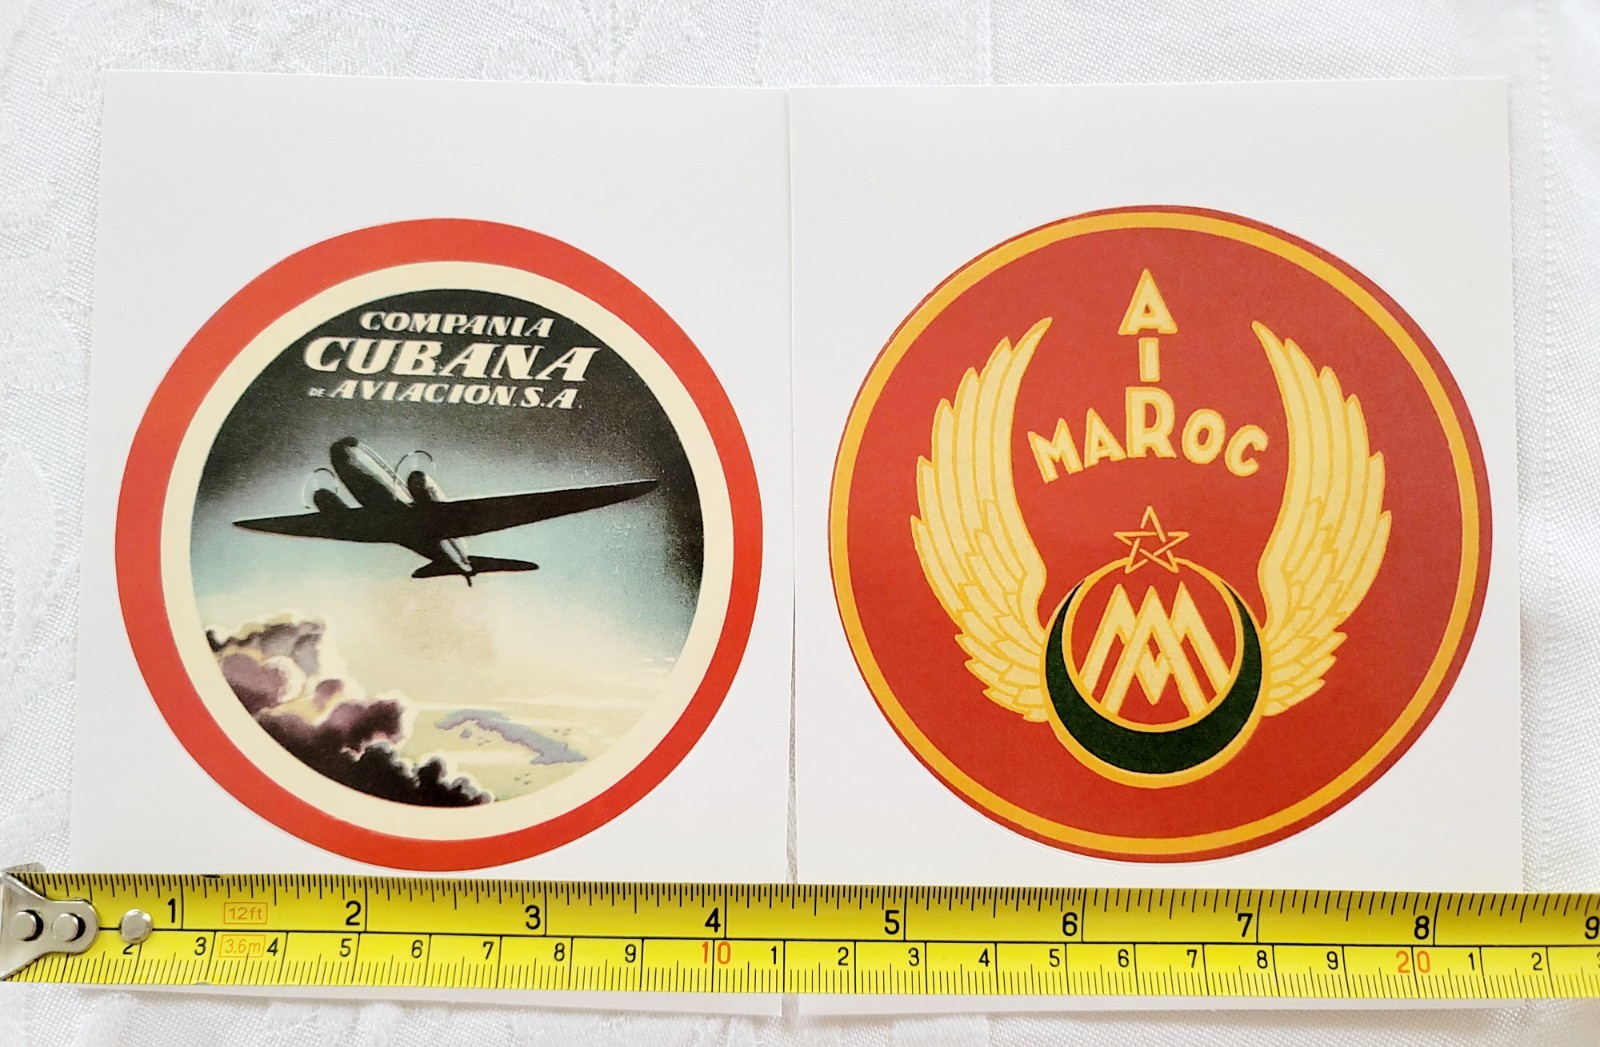 COMPANIA
CUBANA
DE AVIACION, S.A.
AIR
MAROC
AM
1 12ft 2 3 4 5 6 7 8 9
2 3 3.6m 4 5 6 7 8 9 10 1 2 3 4 5 6 7 8 9 20 1 2